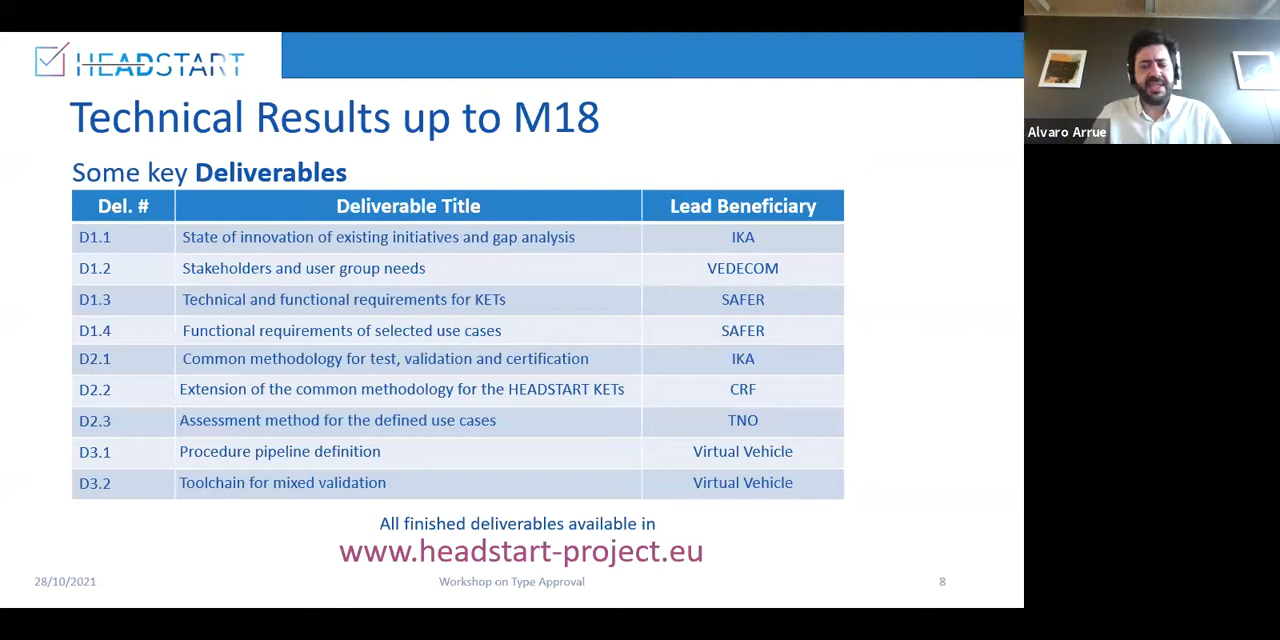 HEADSTART
Alvaro Arrue
Technical Results up to M18
Some key Deliverables
Del. # Deliverable Title Lead Beneficiary
D1.1 State of innovation of existing initiatives and gap analysis IKA
D1.2 Stakeholders and user group needs VEDECOM
D1.3 Technical and functional requirements for KETs SAFER
D1.4 Functional requirements of selected use cases SAFER
D2.1 Common methodology for test, validation and certification IKA
D2.2 Extension of the common methodology for the HEADSTART KETs CRF
D2.3 Assessment method for the defined use cases TNO
D3.1 Procedure pipeline definition Virtual Vehicle
D3.2 Toolchain for mixed validation Virtual Vehicle
All finished deliverables available in
www.headstart-project.eu
28/10/2021 Workshop on Type Approval 8